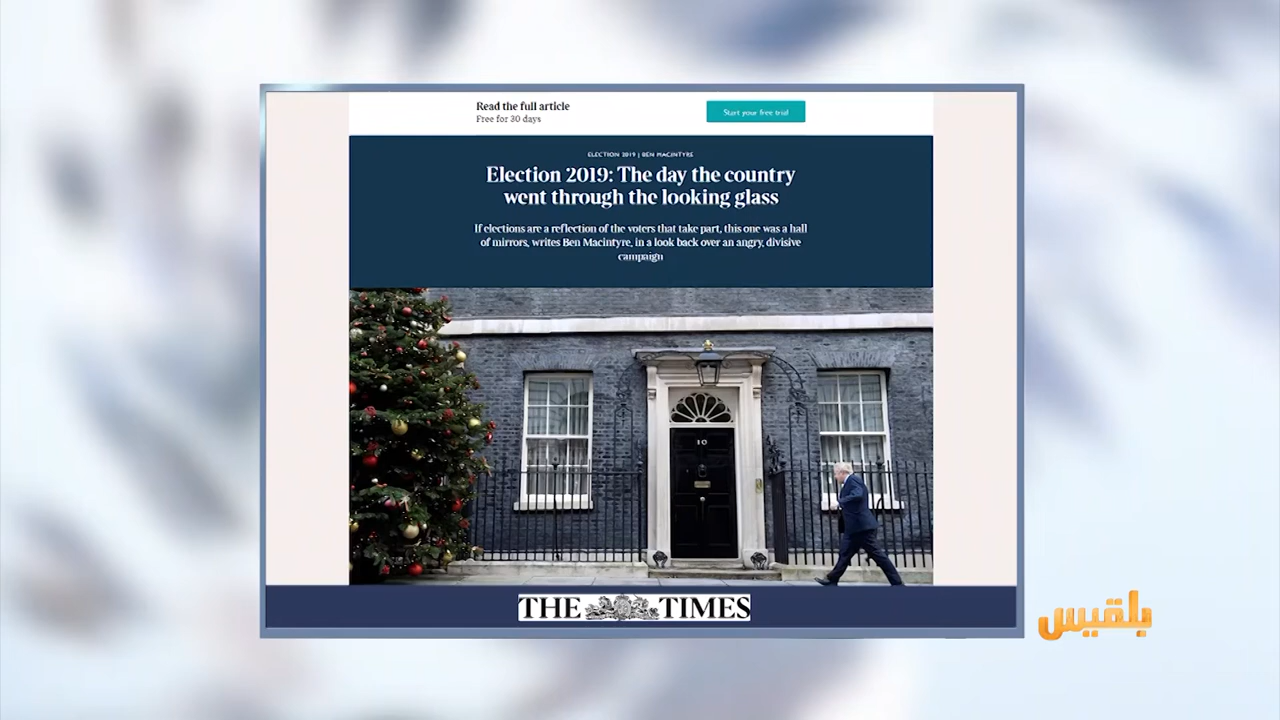 Read the full article
Free for 30 days
Start your free trial
ELECTION 2019 | BEN MACINTYRE
Election 2019: The day the country
went through the looking glass
If elections are a reflection of the voters that take part, this one was a hall
of mirrors, writes Ben Macintyre, in a look back over an angry, divisive
campaign
10
THE TIMES
بلقيس